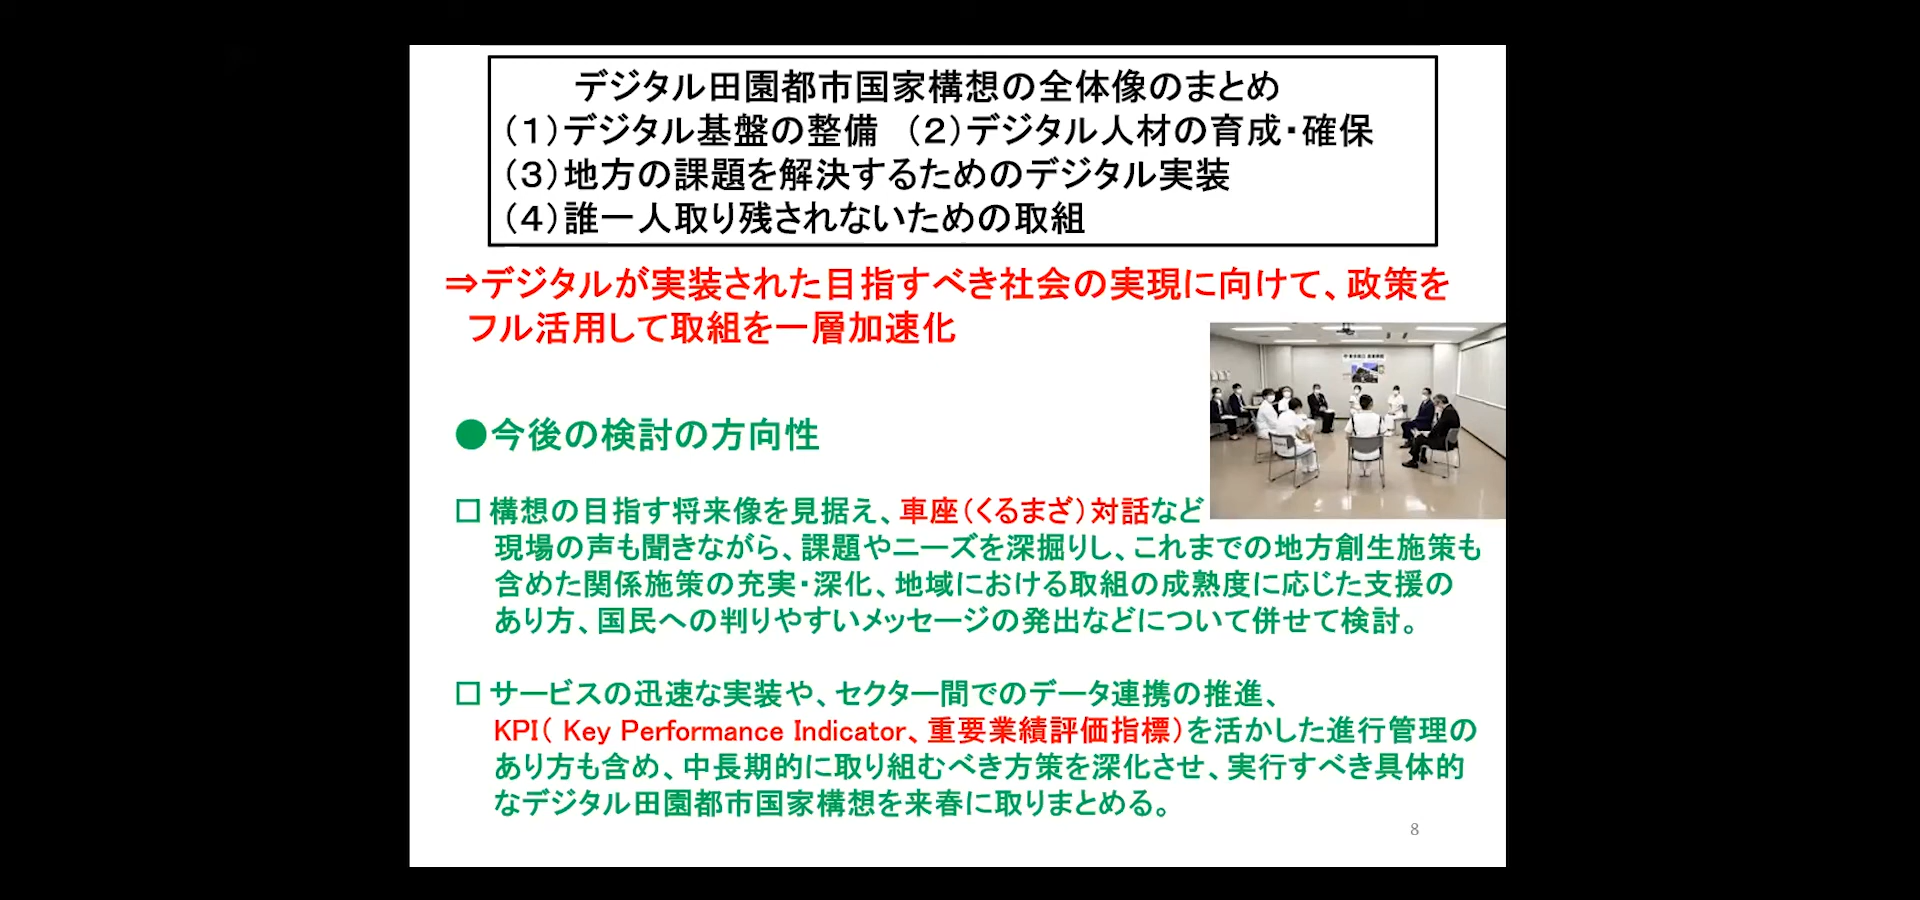 デジタル田園都市国家構想の全体像のまとめ
（１）デジタル基盤の整備　（２）デジタル人材の育成・確保
（３）地方の課題を解決するためのデジタル実装
（４）誰一人取り残されないための取組
⇒デジタルが実装された目指すべき社会の実現に向けて、政策を
フル活用して取組を一層加速化
●今後の検討の方向性
□ 構想の目指す将来像を見据え、車座（くるまざ）対話など
現場の声も聞きながら、課題やニーズを深掘りし、これまでの地方創生施策も
含めた関係施策の充実・深化、地域における取組の成熟度に応じた支援の
あり方、国民への判りやすいメッセージの発出などについて併せて検討。
□ サービスの迅速な実装や、セクター間でのデータ連携の推進、
KPI（ Key Performance Indicator、重要業績評価指標）を活かした進行管理の
あり方も含め、中長期的に取り組むべき方策を深化させ、実行すべき具体的
なデジタル田園都市国家構想を来春に取りまとめる。
8